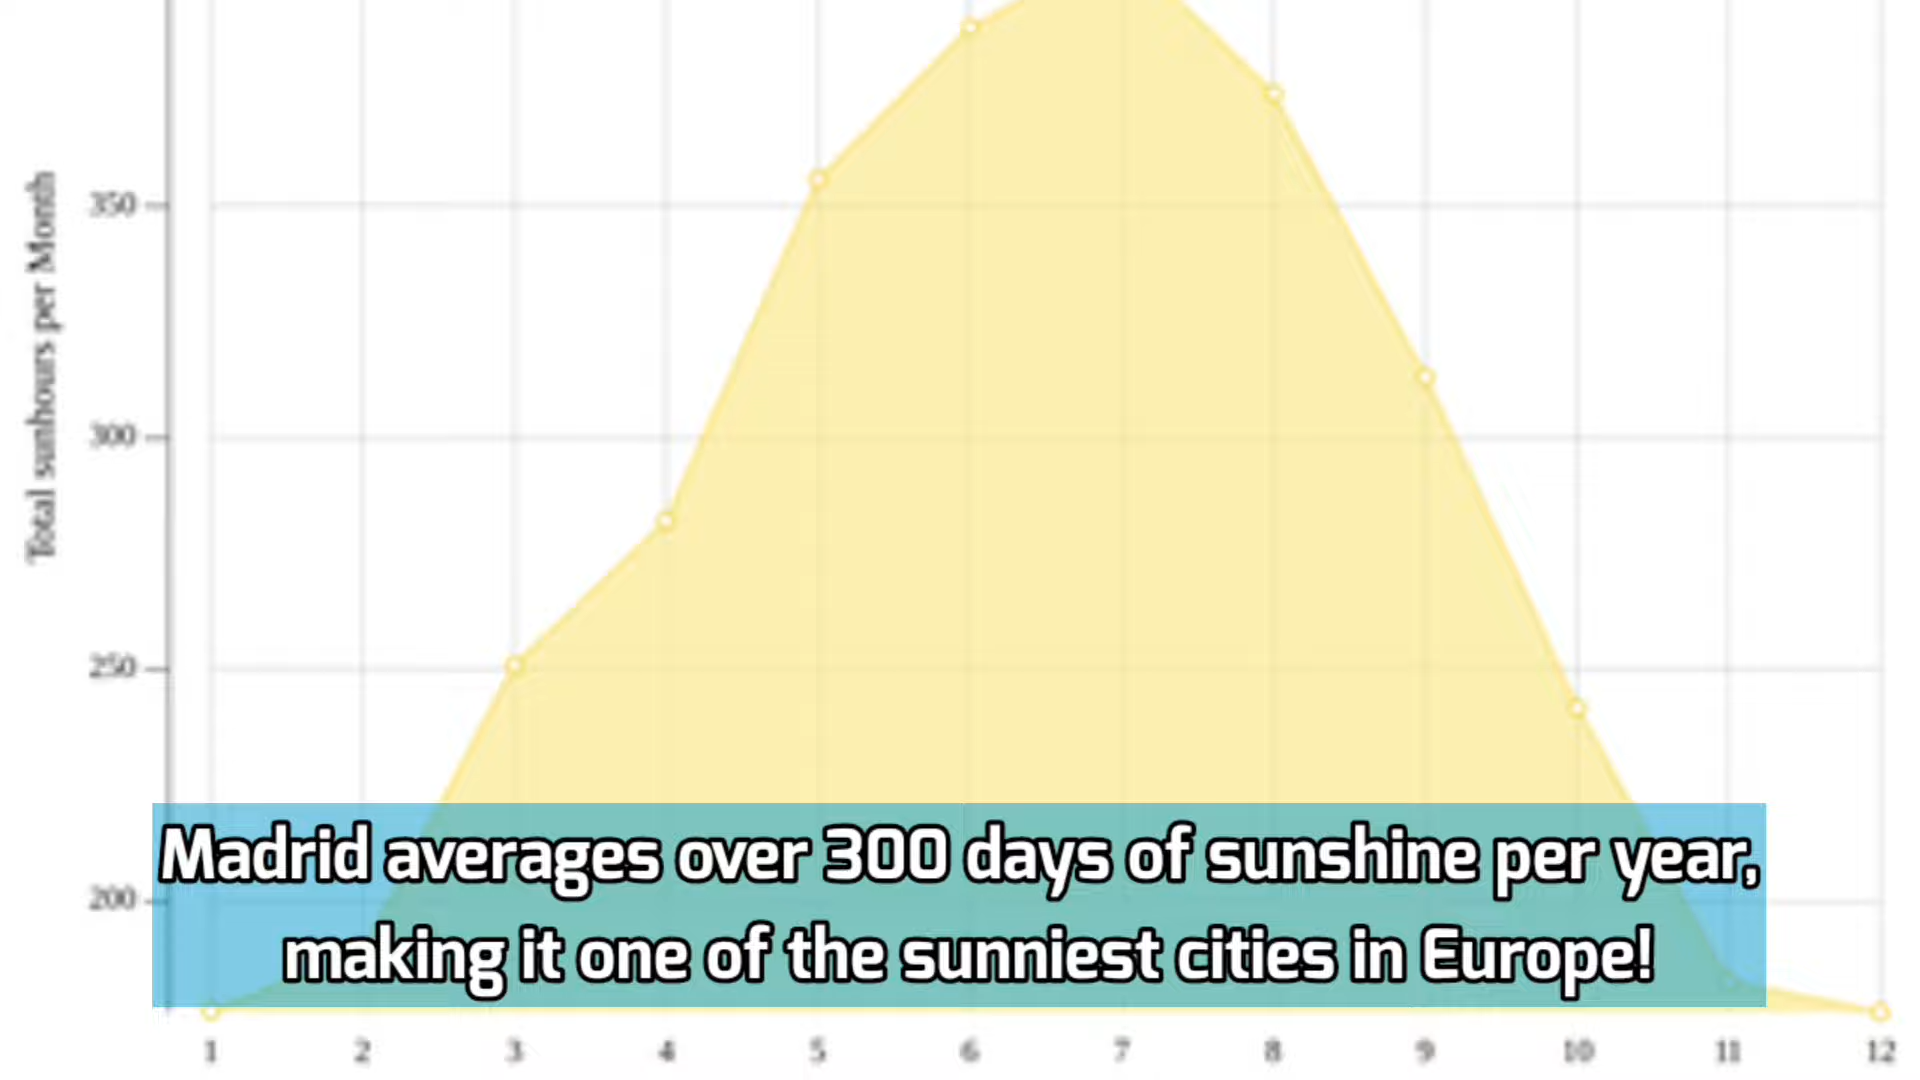 Total sunhours per Month
350
300
250
200
Madrid averages over 300 days of sunshine per year,
making it one of the sunniest cities in Europe!
1 2 3 4 5 6 7 8 9 10 11 12